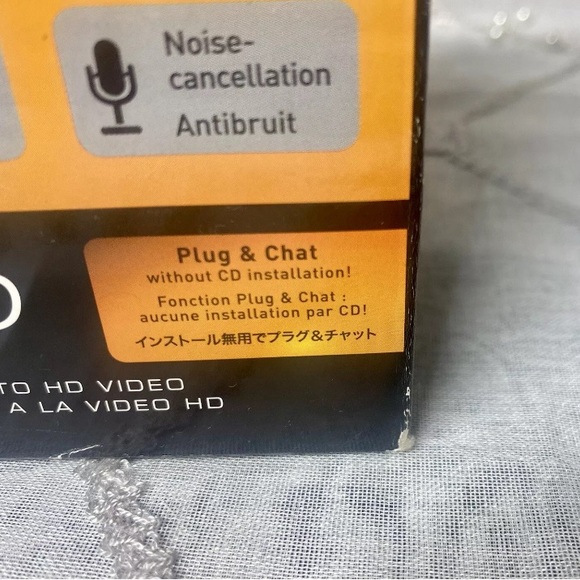 Noise-
cancellation
Antibruit
Plug & Chat
without CD installation!
Fonction Plug & Chat :
aucune installation par CD!
インストール無用でプラグ&チャット
TO HD VIDEO
A LA VIDEO HD